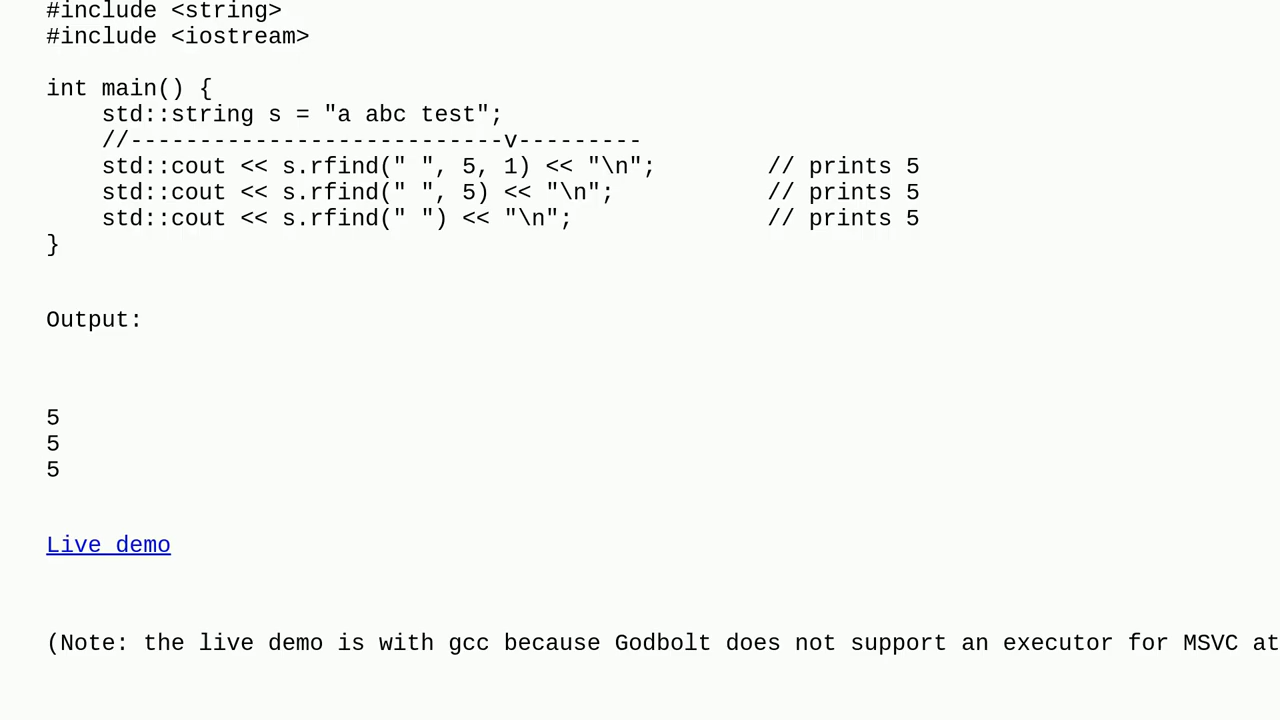 #include <string>
#include <iostream>
int main() {
    std::string s = "a abc test";
    //---------------------------v---------
    std::cout << s.rfind(" ", 5, 1) << "\n";        // prints 5
    std::cout << s.rfind(" ", 5) << "\n";           // prints 5
    std::cout << s.rfind(" ") << "\n";              // prints 5
}
Output:
5
5
5
Live demo
(Note: the live demo is with gcc because Godbolt does not support an executor for MSVC at